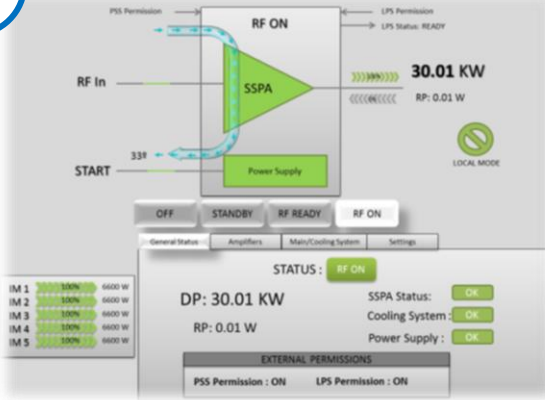 PSS Permission
LPS Permission
RF ON
LPS Status: READY
RF In
SSPA
100%
30.01 KW
0%
RP: 0.01 W
33º
LOCAL MODE
START
Power Supply
OFF
STANDBY
RF READY
RF ON
General Status
Amplifiers
Main/Cooling System
Settings
STATUS : RF ON
IM 1 100% 6600 W
IM 2 100% 6600 W
IM 3 100% 6600 W
IM 4 100% 6600 W
IM 5 100% 6600 W
DP: 30.01 KW
RP: 0.01 W
SSPA Status: OK
Cooling System : OK
Power Supply : OK
EXTERNAL PERMISSIONS
PSS Permission : ON LPS Permission : ON